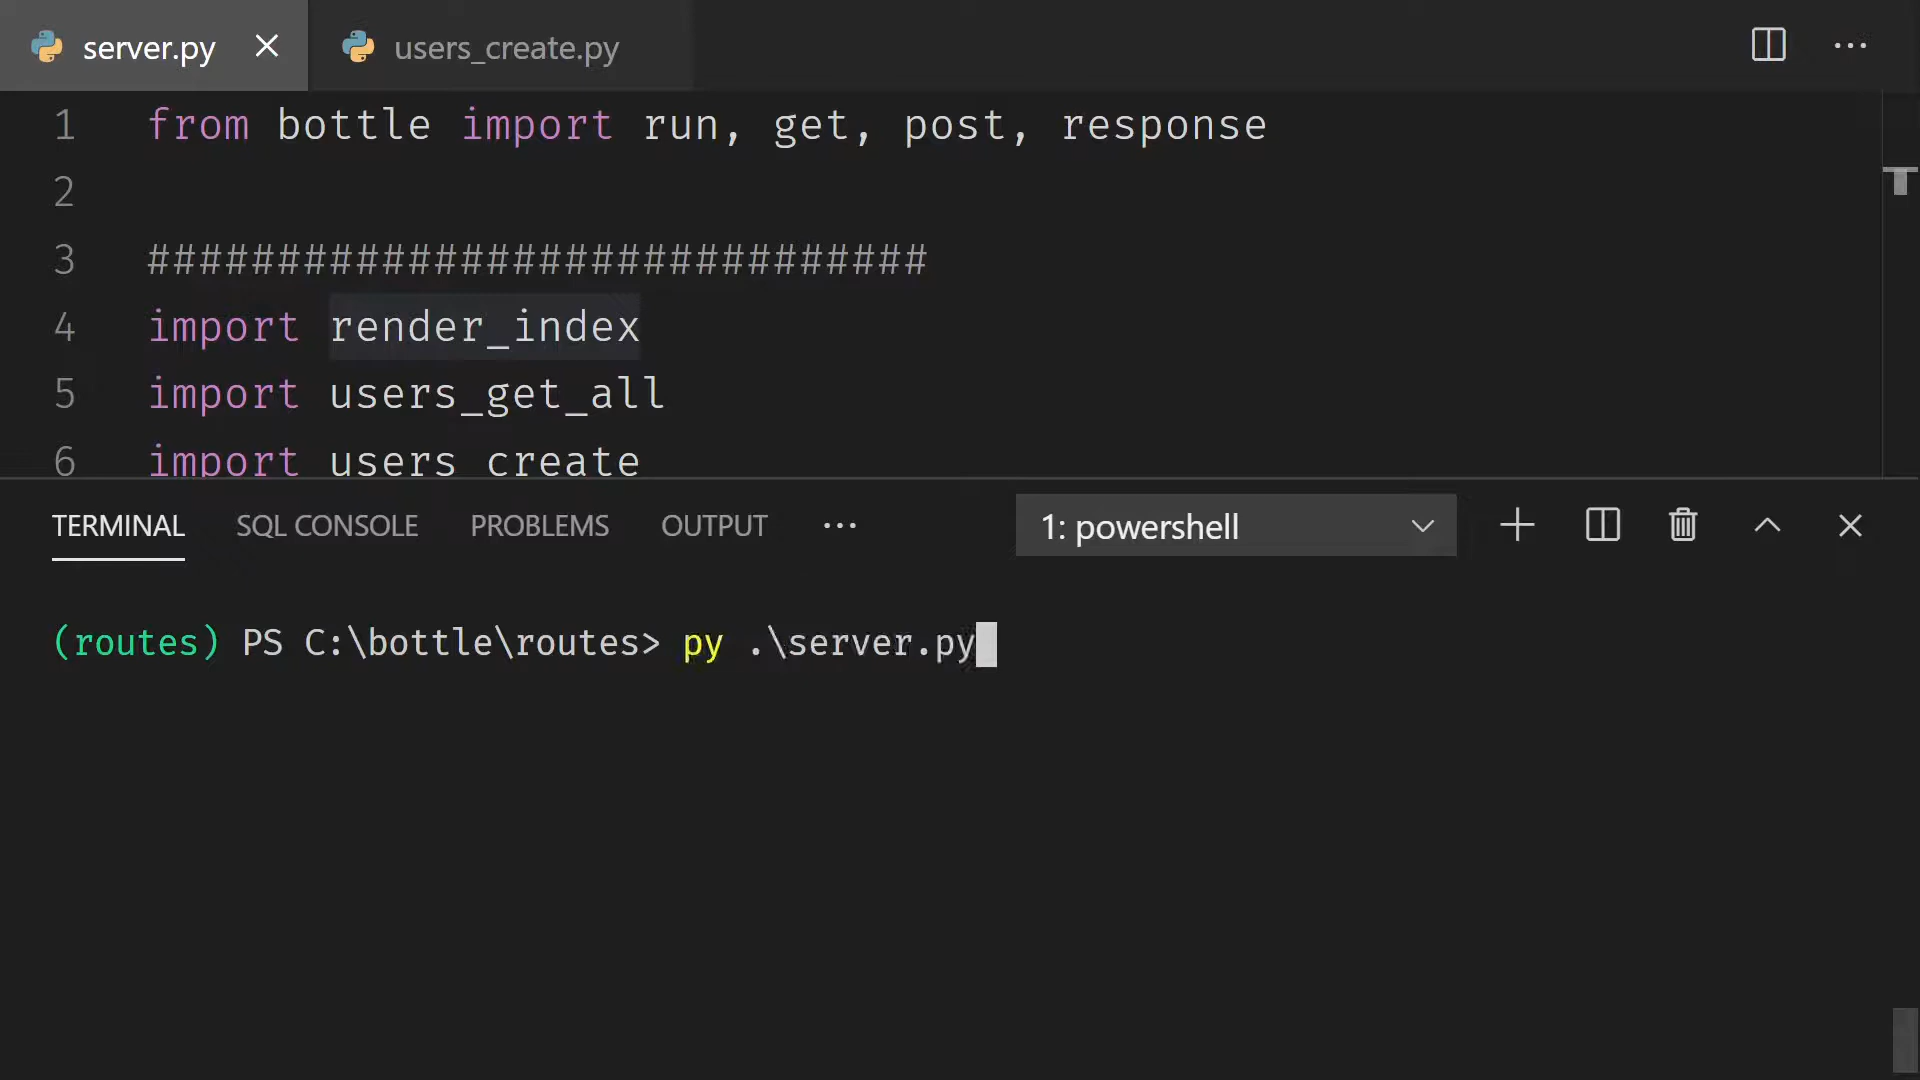 server.py
users_create.py
1 from bottle import run, get, post, response
2
3 ##############################
4 import render_index
5 import users_get_all
6 import users_create
TERMINAL SQL CONSOLE PROBLEMS OUTPUT ··· 1: powershell
(routes) PS C:\bottle\routes> py .\server.py